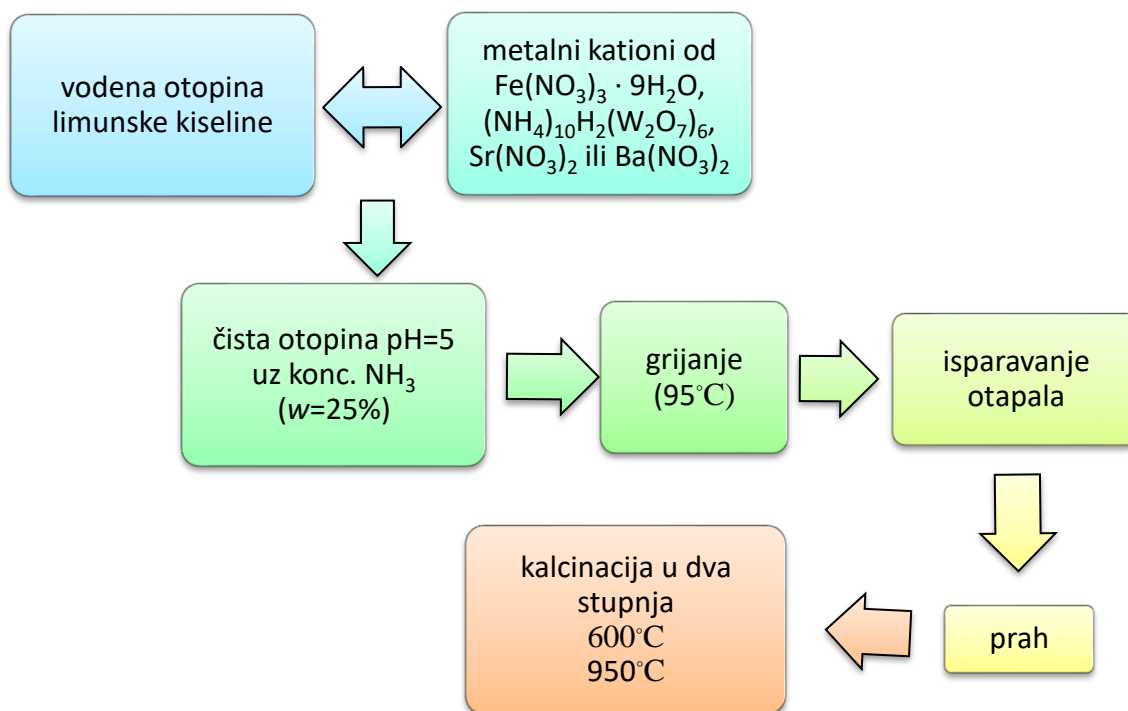 vodena otopina
limunske kiseline
metalni kationi od
Fe(NO₃)₃ · 9H₂O,
(NH₄)₁₀H₂(W₂O₇)₆,
Sr(NO₃)₂ ili Ba(NO₃)₂
čista otopina pH=5
uz konc. NH₃
(w=25%)
grijanje
(95°C)
isparavanje
otapala
kalcinacija u dva
stupnja
600°C
950°C
prah